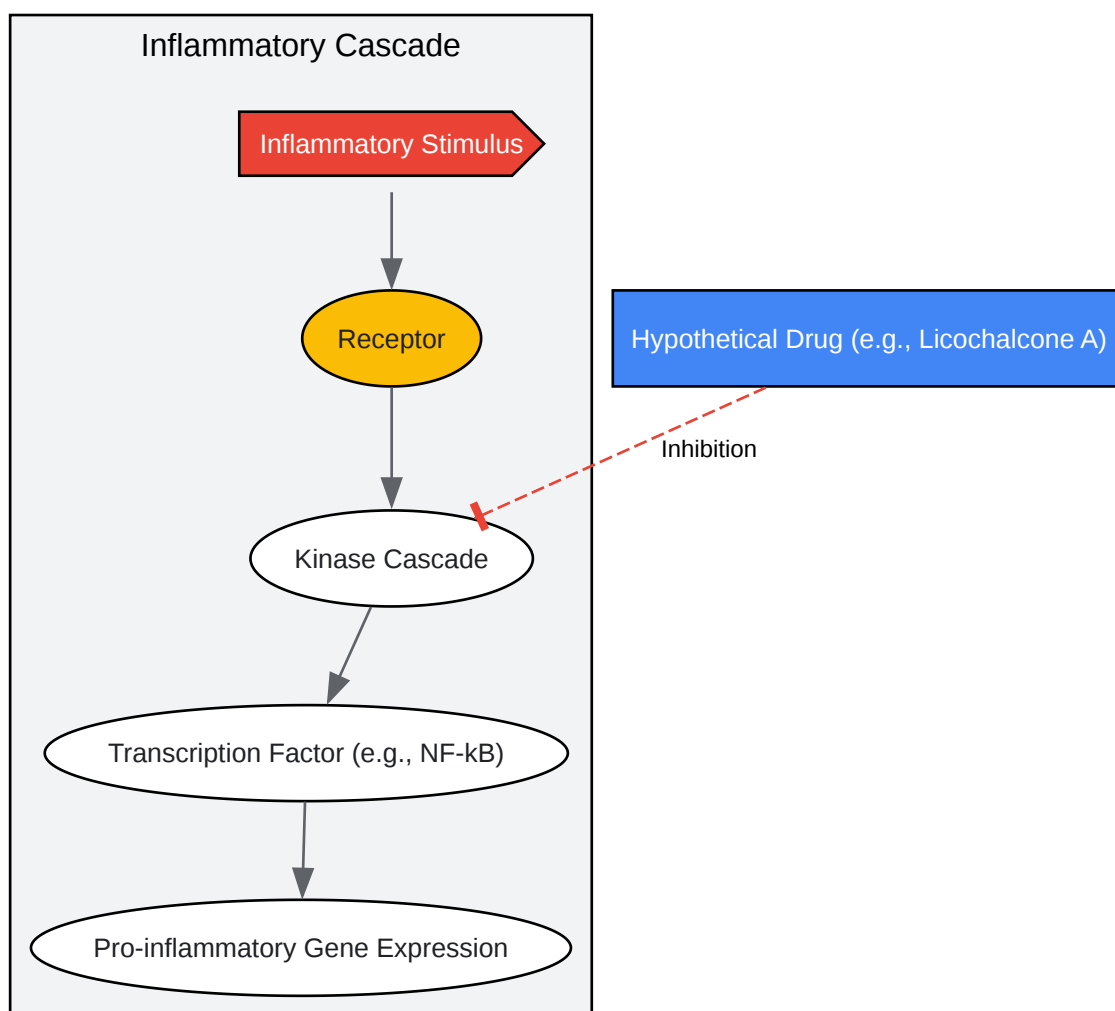 Inflammatory Cascade
Inflammatory Stimulus
Receptor
Hypothetical Drug (e.g., Licochalcone A)
Inhibition
Kinase Cascade
Transcription Factor (e.g., NF-kB)
Pro-inflammatory Gene Expression